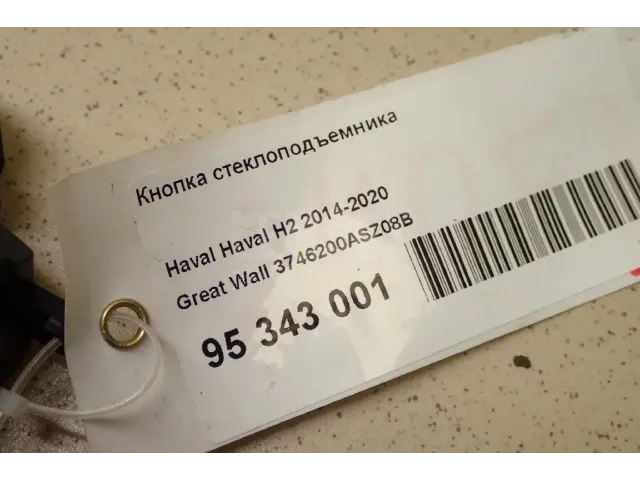 Кнопка стеклоподъемника
Haval Haval H2 2014-2020
Great Wall 3746200ASZ08B
95 343 001